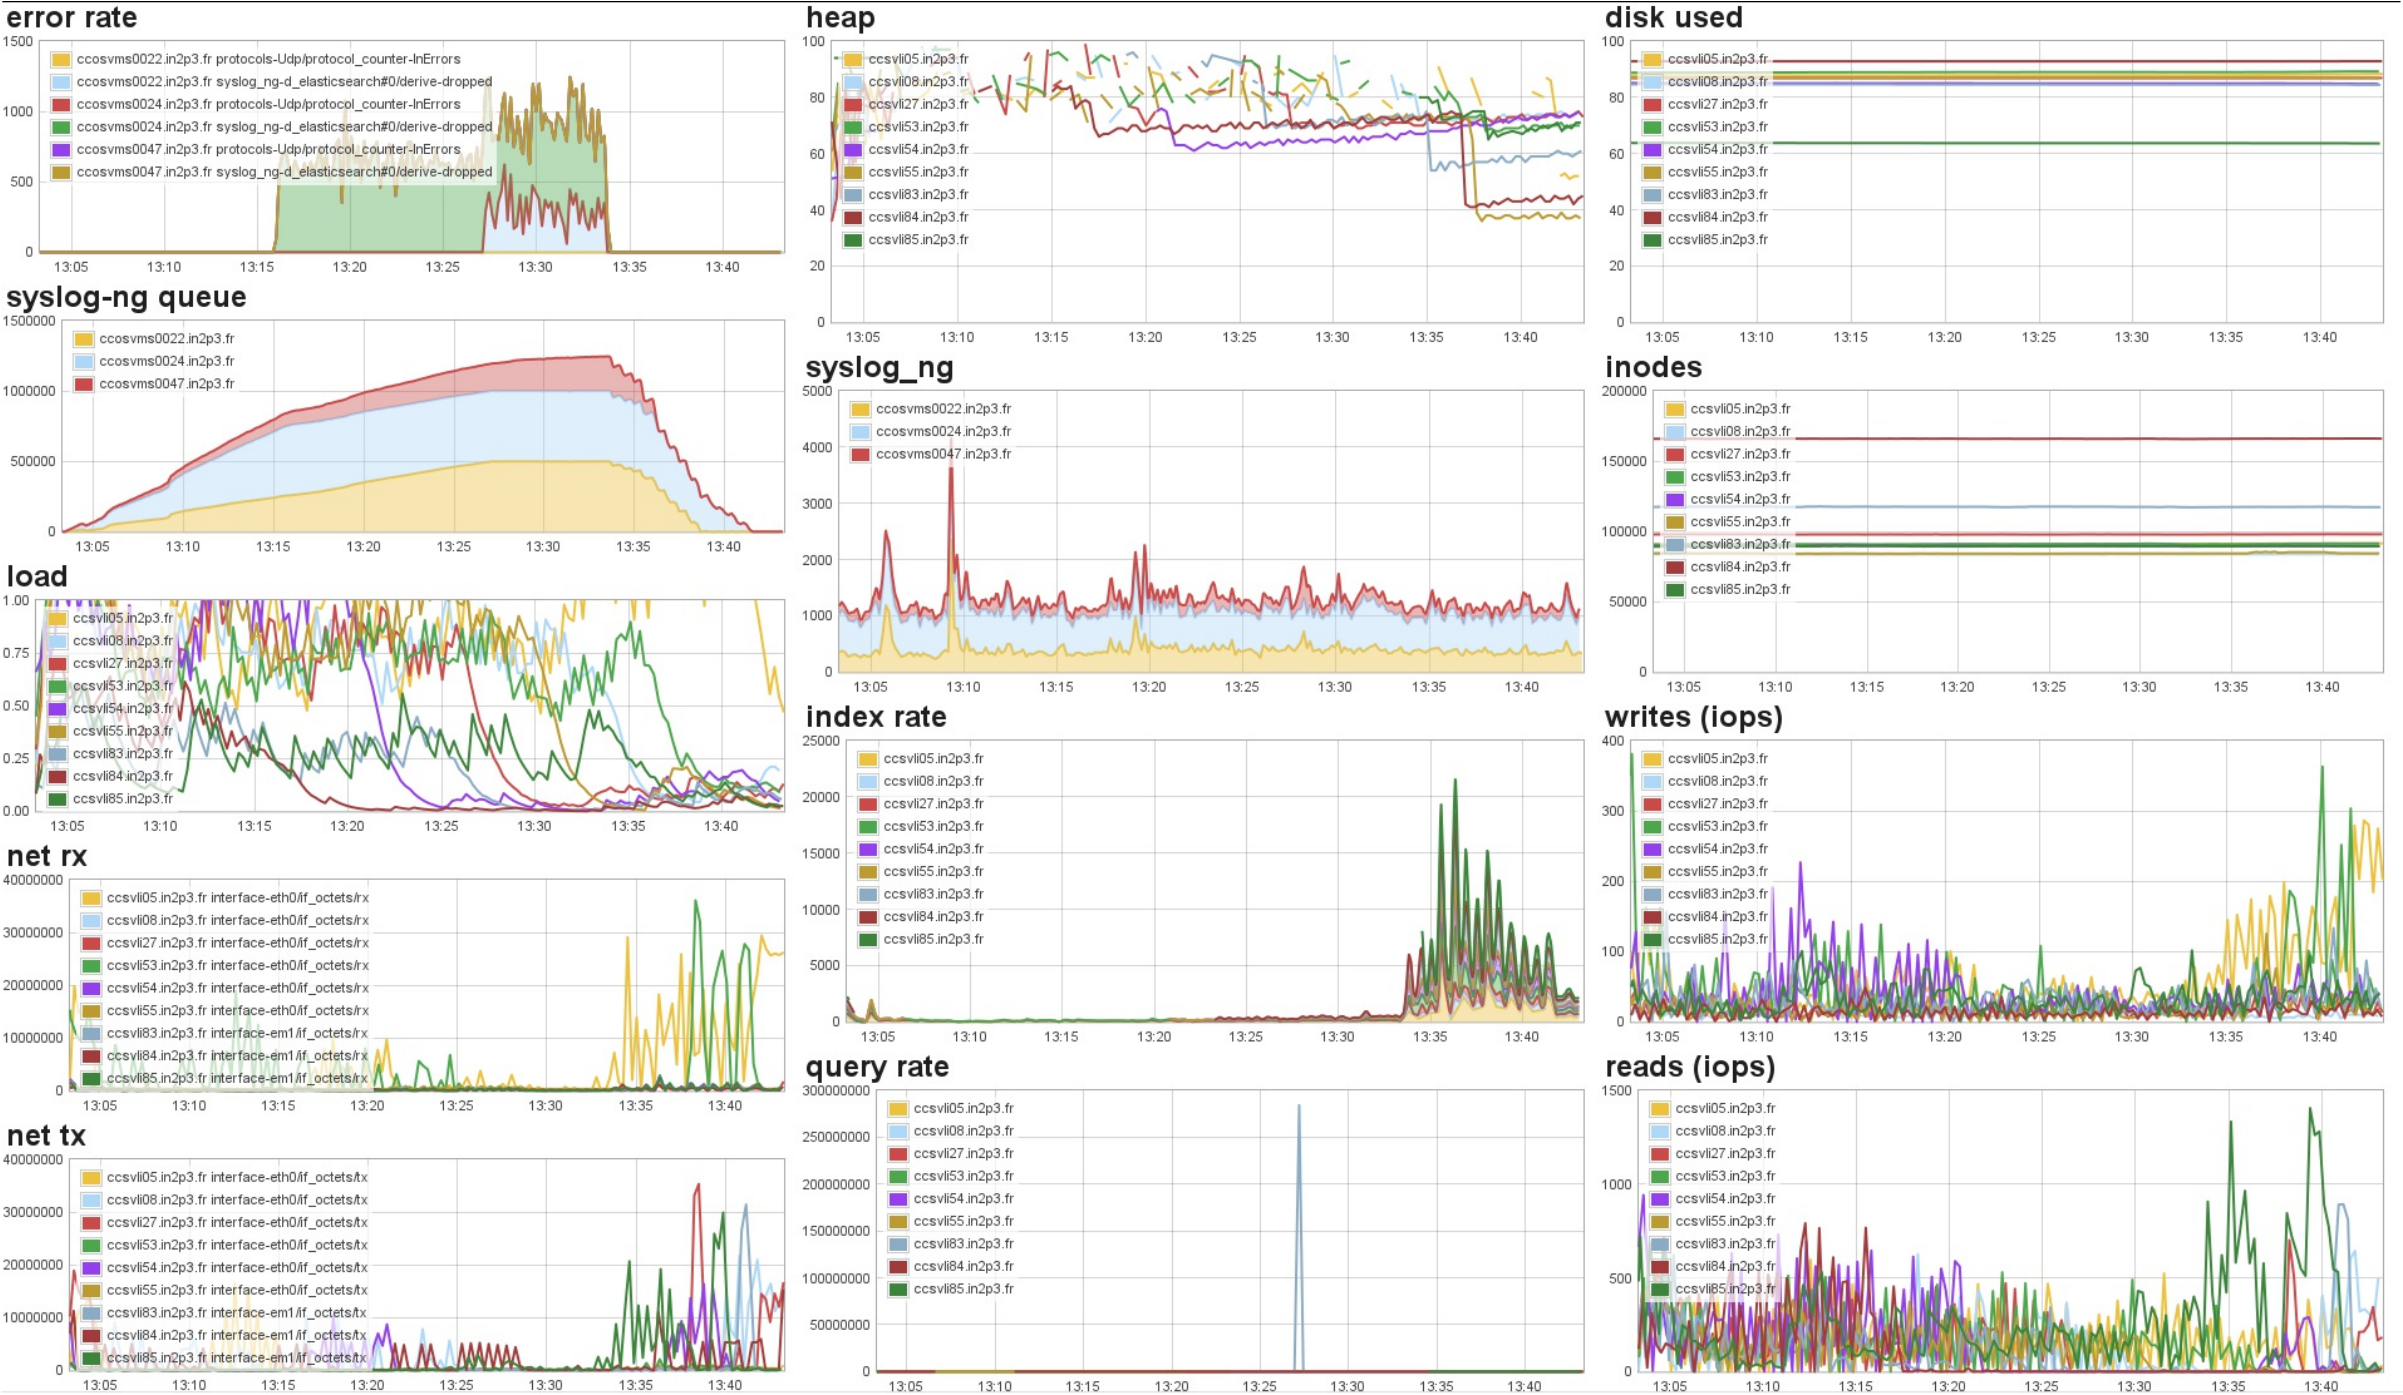 error rate
1500
1000
500
0
ccosvms0022.in2p3.fr protocols-Udp/protocol_counter-InErrors
ccosvms0022.in2p3.fr syslog_ng-d_elasticsearch#0/derive-dropped
ccosvms0024.in2p3.fr protocols-Udp/protocol_counter-InErrors
ccosvms0024.in2p3.fr syslog_ng-d_elasticsearch#0/derive-dropped
ccosvms0047.in2p3.fr protocols-Udp/protocol_counter-InErrors
ccosvms0047.in2p3.fr syslog_ng-d_elasticsearch#0/derive-dropped
13:05 13:10 13:15 13:20 13:25 13:30 13:35 13:40
syslog-ng queue
1500000
1000000
500000
0
ccosvms0022.in2p3.fr
ccosvms0024.in2p3.fr
ccosvms0047.in2p3.fr
13:05 13:10 13:15 13:20 13:25 13:30 13:35 13:40
load
1.00
0.75
0.50
0.25
0.00
ccsvli05.in2p3.fr
ccsvli08.in2p3.fr
ccsvli27.in2p3.fr
ccsvli53.in2p3.fr
ccsvli54.in2p3.fr
ccsvli55.in2p3.fr
ccsvli83.in2p3.fr
ccsvli84.in2p3.fr
ccsvli85.in2p3.fr
13:05 13:10 13:15 13:20 13:25 13:30 13:35 13:40
net rx
40000000
30000000
20000000
10000000
0
ccsvli05.in2p3.fr interface-eth0/if_octets/rx
ccsvli08.in2p3.fr interface-eth0/if_octets/rx
ccsvli27.in2p3.fr interface-eth0/if_octets/rx
ccsvli53.in2p3.fr interface-eth0/if_octets/rx
ccsvli54.in2p3.fr interface-eth0/if_octets/rx
ccsvli55.in2p3.fr interface-eth0/if_octets/rx
ccsvli83.in2p3.fr interface-em1/if_octets/rx
ccsvli84.in2p3.fr interface-em1/if_octets/rx
ccsvli85.in2p3.fr interface-em1/if_octets/rx
13:05 13:10 13:15 13:20 13:25 13:30 13:35 13:40
net tx
40000000
30000000
20000000
10000000
0
ccsvli05.in2p3.fr interface-eth0/if_octets/tx
ccsvli08.in2p3.fr interface-eth0/if_octets/tx
ccsvli27.in2p3.fr interface-eth0/if_octets/tx
ccsvli53.in2p3.fr interface-eth0/if_octets/tx
ccsvli54.in2p3.fr interface-eth0/if_octets/tx
ccsvli55.in2p3.fr interface-eth0/if_octets/tx
ccsvli83.in2p3.fr interface-em1/if_octets/tx
ccsvli84.in2p3.fr interface-em1/if_octets/tx
ccsvli85.in2p3.fr interface-em1/if_octets/tx
13:05 13:10 13:15 13:20 13:25 13:30 13:35 13:40
heap
100
80
60
40
20
0
ccsvli05.in2p3.fr
ccsvli08.in2p3.fr
ccsvli27.in2p3.fr
ccsvli53.in2p3.fr
ccsvli54.in2p3.fr
ccsvli55.in2p3.fr
ccsvli83.in2p3.fr
ccsvli84.in2p3.fr
ccsvli85.in2p3.fr
13:05 13:10 13:15 13:20 13:25 13:30 13:35 13:40
syslog_ng
5000
4000
3000
2000
1000
0
ccosvms0022.in2p3.fr
ccosvms0024.in2p3.fr
ccosvms0047.in2p3.fr
13:05 13:10 13:15 13:20 13:25 13:30 13:35 13:40
index rate
25000
20000
15000
10000
5000
0
ccsvli05.in2p3.fr
ccsvli08.in2p3.fr
ccsvli27.in2p3.fr
ccsvli53.in2p3.fr
ccsvli54.in2p3.fr
ccsvli55.in2p3.fr
ccsvli83.in2p3.fr
ccsvli84.in2p3.fr
ccsvli85.in2p3.fr
13:05 13:10 13:15 13:20 13:25 13:30 13:35 13:40
query rate
300000000
250000000
200000000
150000000
100000000
50000000
0
ccsvli05.in2p3.fr
ccsvli08.in2p3.fr
ccsvli27.in2p3.fr
ccsvli53.in2p3.fr
ccsvli54.in2p3.fr
ccsvli55.in2p3.fr
ccsvli83.in2p3.fr
ccsvli84.in2p3.fr
ccsvli85.in2p3.fr
13:05 13:10 13:15 13:20 13:25 13:30 13:35 13:40
disk used
100
80
60
40
20
0
ccsvli05.in2p3.fr
ccsvli08.in2p3.fr
ccsvli27.in2p3.fr
ccsvli53.in2p3.fr
ccsvli54.in2p3.fr
ccsvli55.in2p3.fr
ccsvli83.in2p3.fr
ccsvli84.in2p3.fr
ccsvli85.in2p3.fr
13:05 13:10 13:15 13:20 13:25 13:30 13:35 13:40
inodes
200000
150000
100000
50000
0
ccsvli05.in2p3.fr
ccsvli08.in2p3.fr
ccsvli27.in2p3.fr
ccsvli53.in2p3.fr
ccsvli54.in2p3.fr
ccsvli55.in2p3.fr
ccsvli83.in2p3.fr
ccsvli84.in2p3.fr
ccsvli85.in2p3.fr
13:05 13:10 13:15 13:20 13:25 13:30 13:35 13:40
writes (iops)
400
300
200
100
0
ccsvli05.in2p3.fr
ccsvli08.in2p3.fr
ccsvli27.in2p3.fr
ccsvli53.in2p3.fr
ccsvli54.in2p3.fr
ccsvli55.in2p3.fr
ccsvli83.in2p3.fr
ccsvli84.in2p3.fr
ccsvli85.in2p3.fr
13:05 13:10 13:15 13:20 13:25 13:30 13:35 13:40
reads (iops)
1500
1000
500
0
ccsvli05.in2p3.fr
ccsvli08.in2p3.fr
ccsvli27.in2p3.fr
ccsvli53.in2p3.fr
ccsvli54.in2p3.fr
ccsvli55.in2p3.fr
ccsvli83.in2p3.fr
ccsvli84.in2p3.fr
ccsvli85.in2p3.fr
13:05 13:10 13:15 13:20 13:25 13:30 13:35 13:40